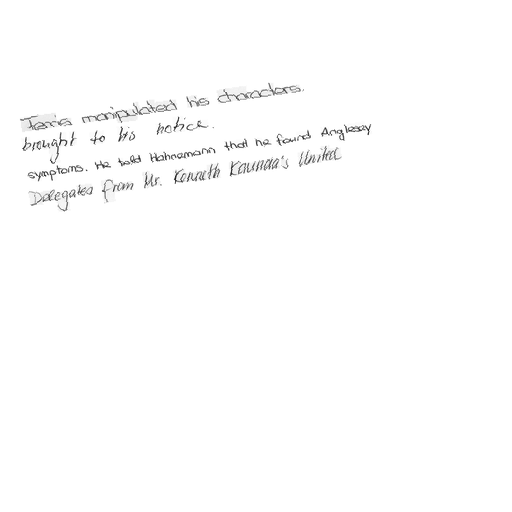 manipulated his characters.
brought to his notice.
symptoms. He told Hahnemann that he found Anglesey
Delegates from Mr. Kenneth Kaunda's United